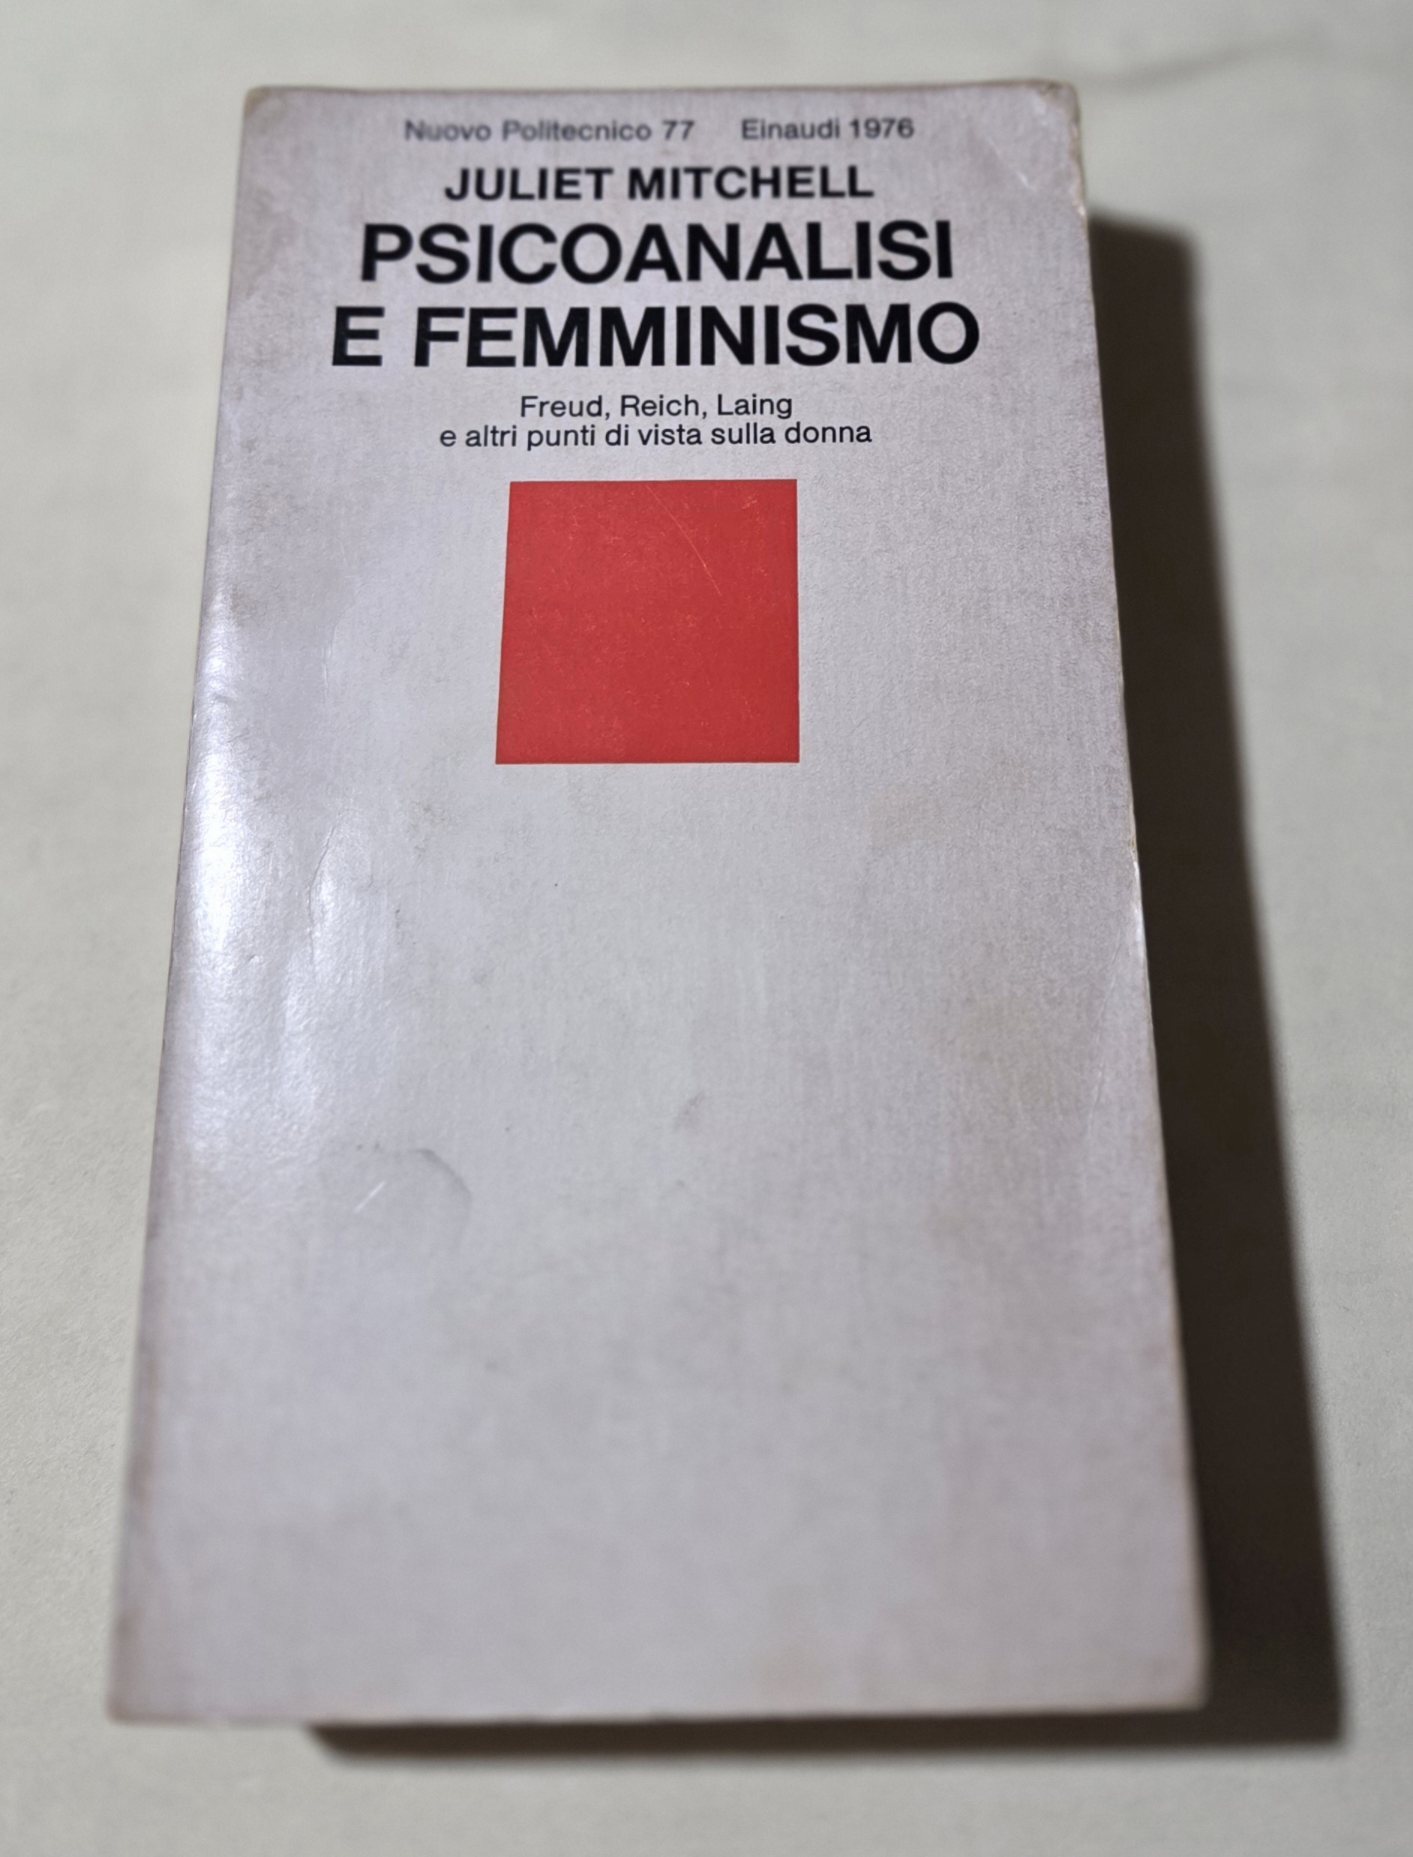 Nuovo Politecnico 77 Einaudi 1976
JULIET MITCHELL
PSICOANALISI
E FEMMINISMO
Freud, Reich, Laing
e altri punti di vista sulla donna